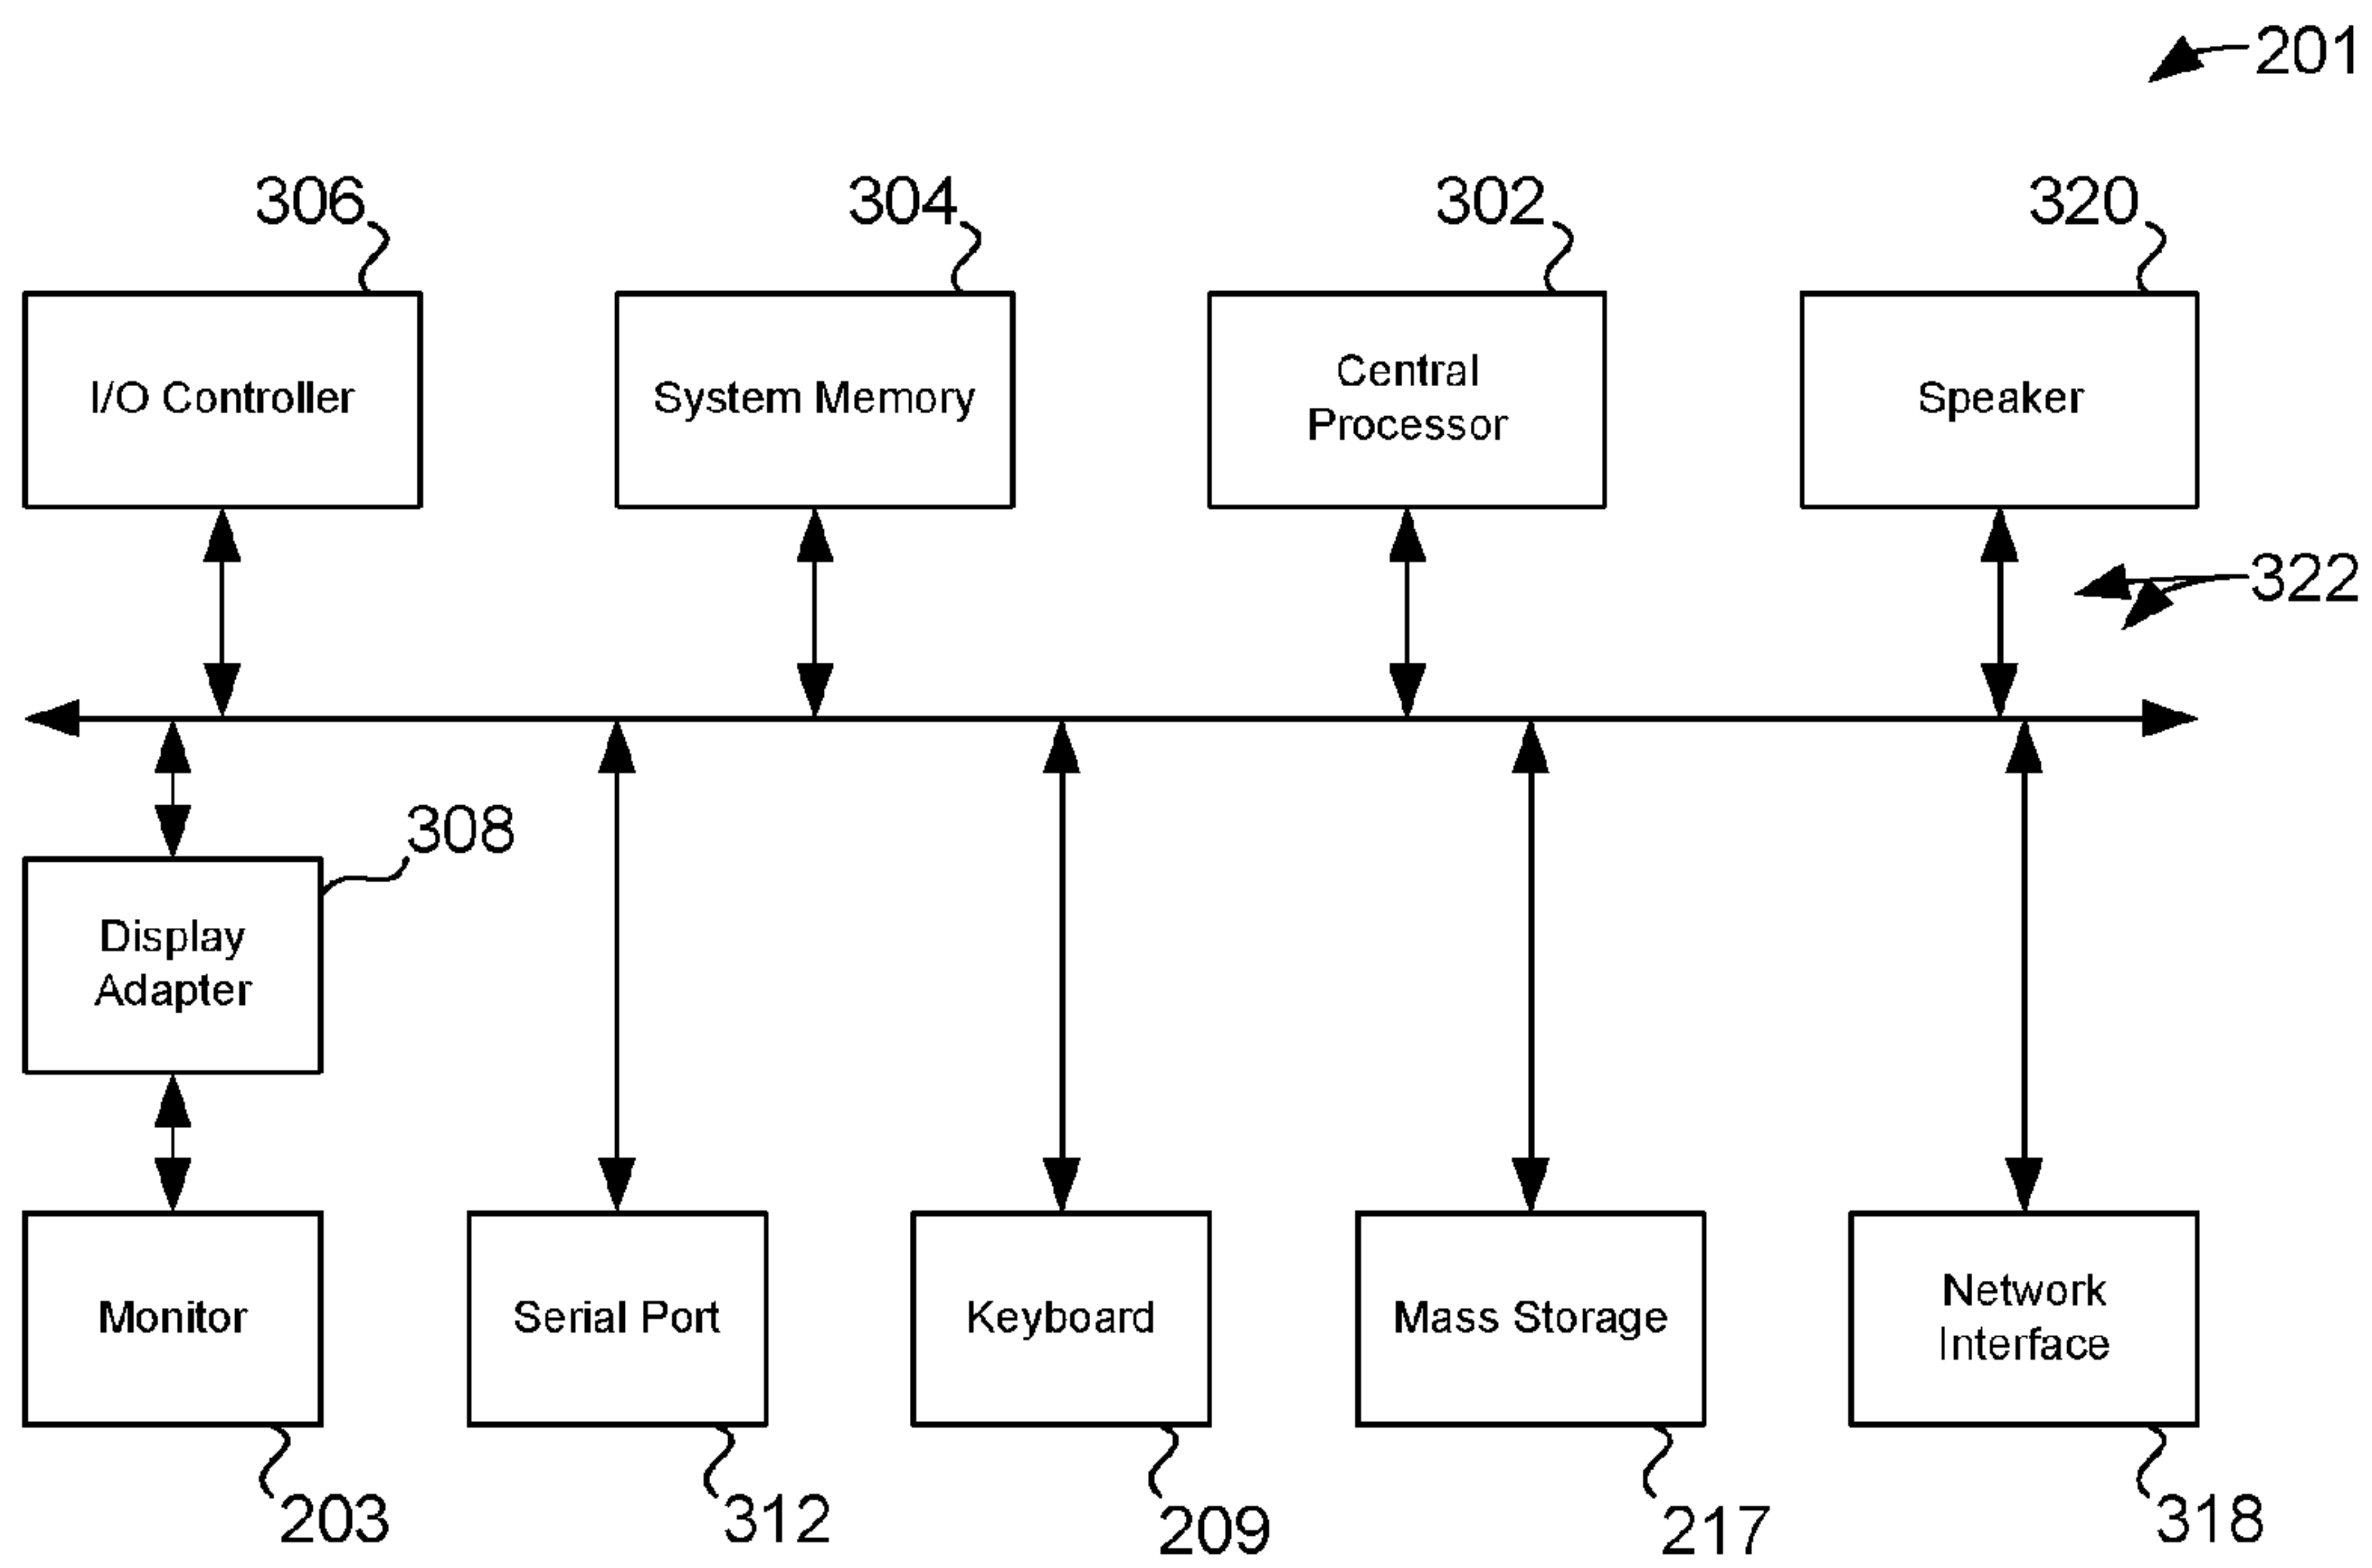 201
306
304
302
320
I/O Controller
System Memory
Central
Processor
Speaker
322
308
Display
Adapter
Monitor
Serial Port
Keyboard
Mass Storage
Network
Interface
203
312
209
217
318